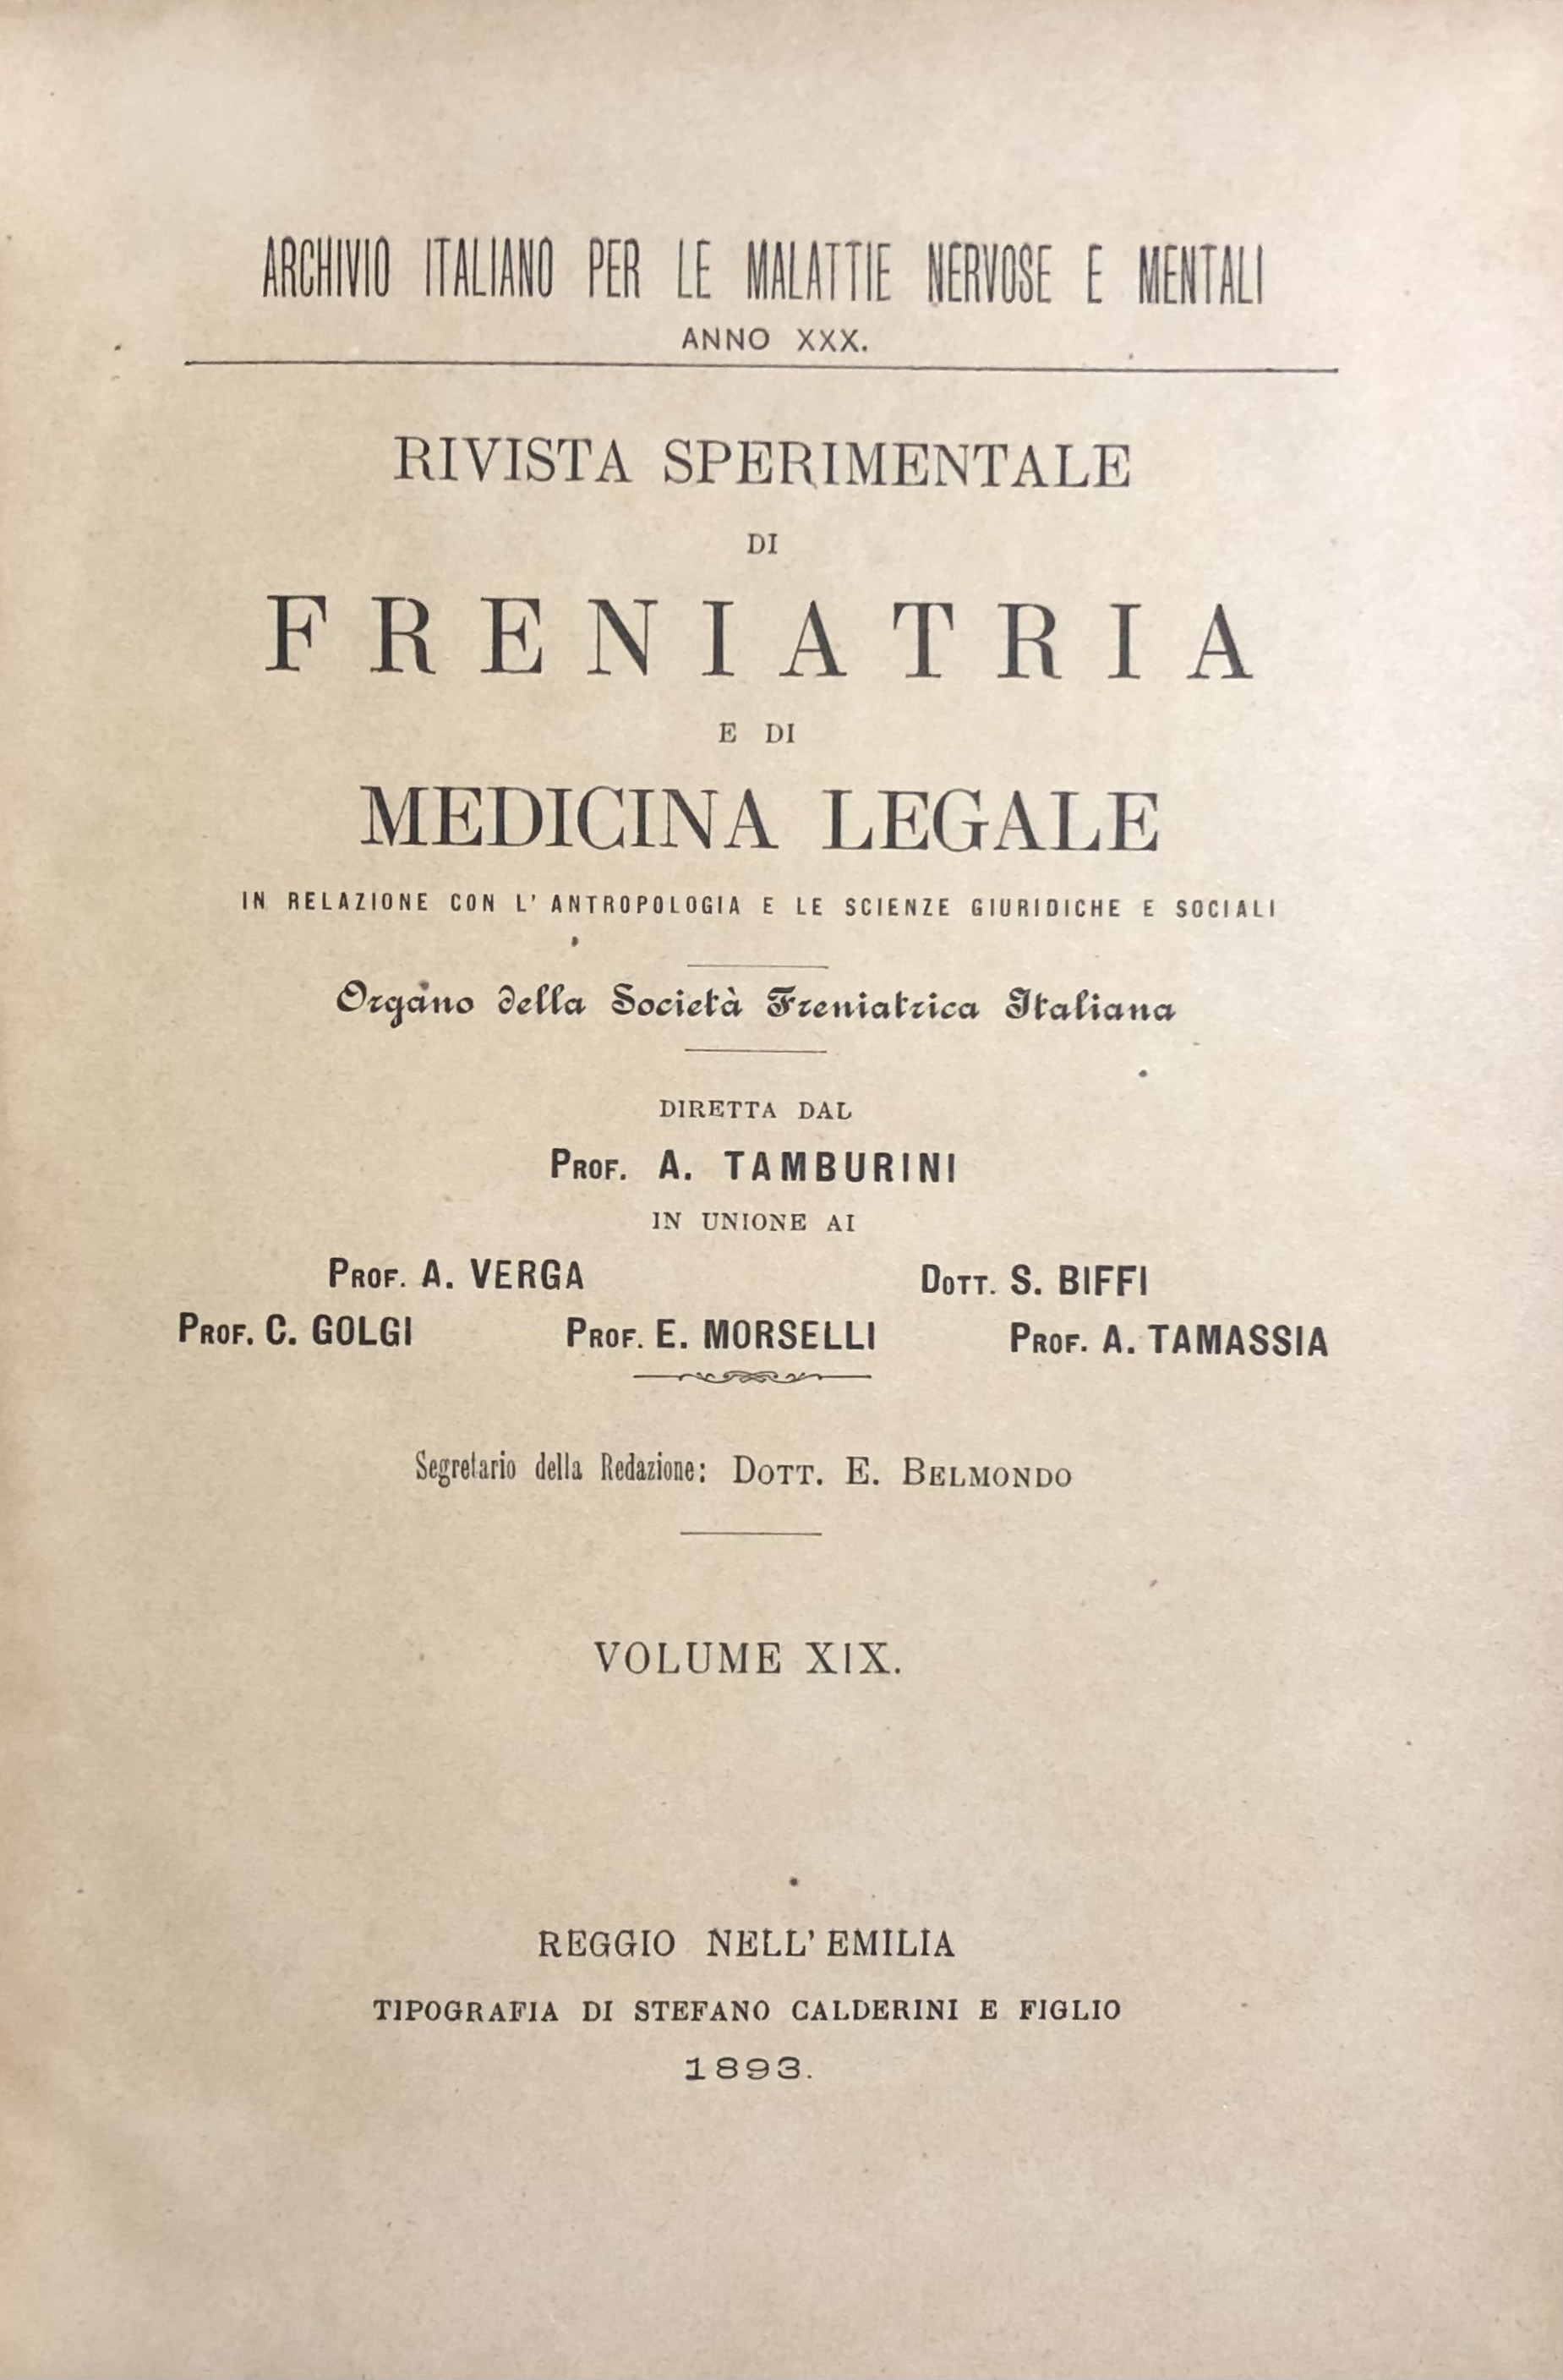 ARCHIVIO ITALIANO PER LE MALATTIE NERVOSE E MENTALI
ANNO XXX.
RIVISTA SPERIMENTALE
DI
FRENIATRIA
E DI
MEDICINA LEGALE
IN RELAZIONE CON L' ANTROPOLOGIA E LE SCIENZE GIURIDICHE E SOCIALI
Organo della Società Freniatrica Italiana
DIRETTA DAL
PROF. A. TAMBURINI
IN UNIONE AI
PROF. A. VERGA DOTT. S. BIFFI
PROF. C. GOLGI PROF. E. MORSELLI PROF. A. TAMASSIA
Segretario della Redazione: DOTT. E. BELMONDO
VOLUME XIX.
REGGIO NELL' EMILIA
TIPOGRAFIA DI STEFANO CALDERINI E FIGLIO
1893.